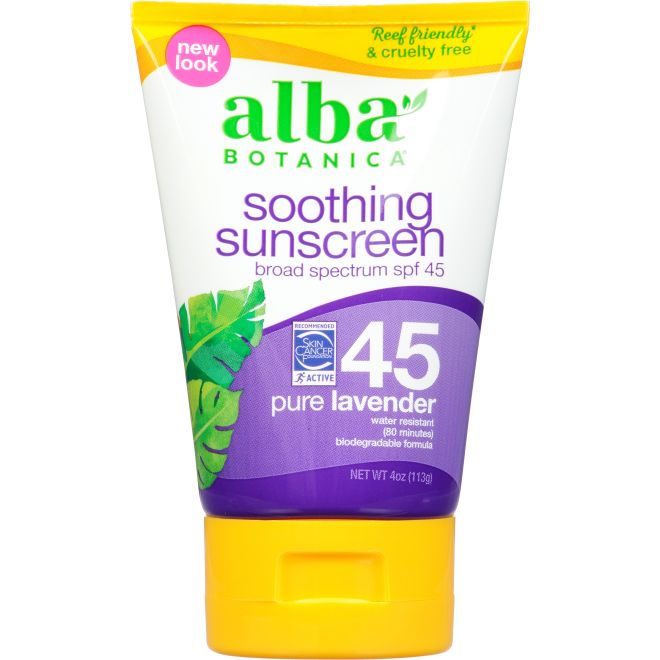 new
look
Reef friendly*
& cruelty free
alba
BOTANICA®
soothing
sunscreen
broad spectrum spf 45
RECOMMENDED
SKIN
CANCER
FOUNDATION
ACTIVE
45
pure lavender
water resistant
(80 minutes)
biodegradable formula
NET WT 4oz (113g)